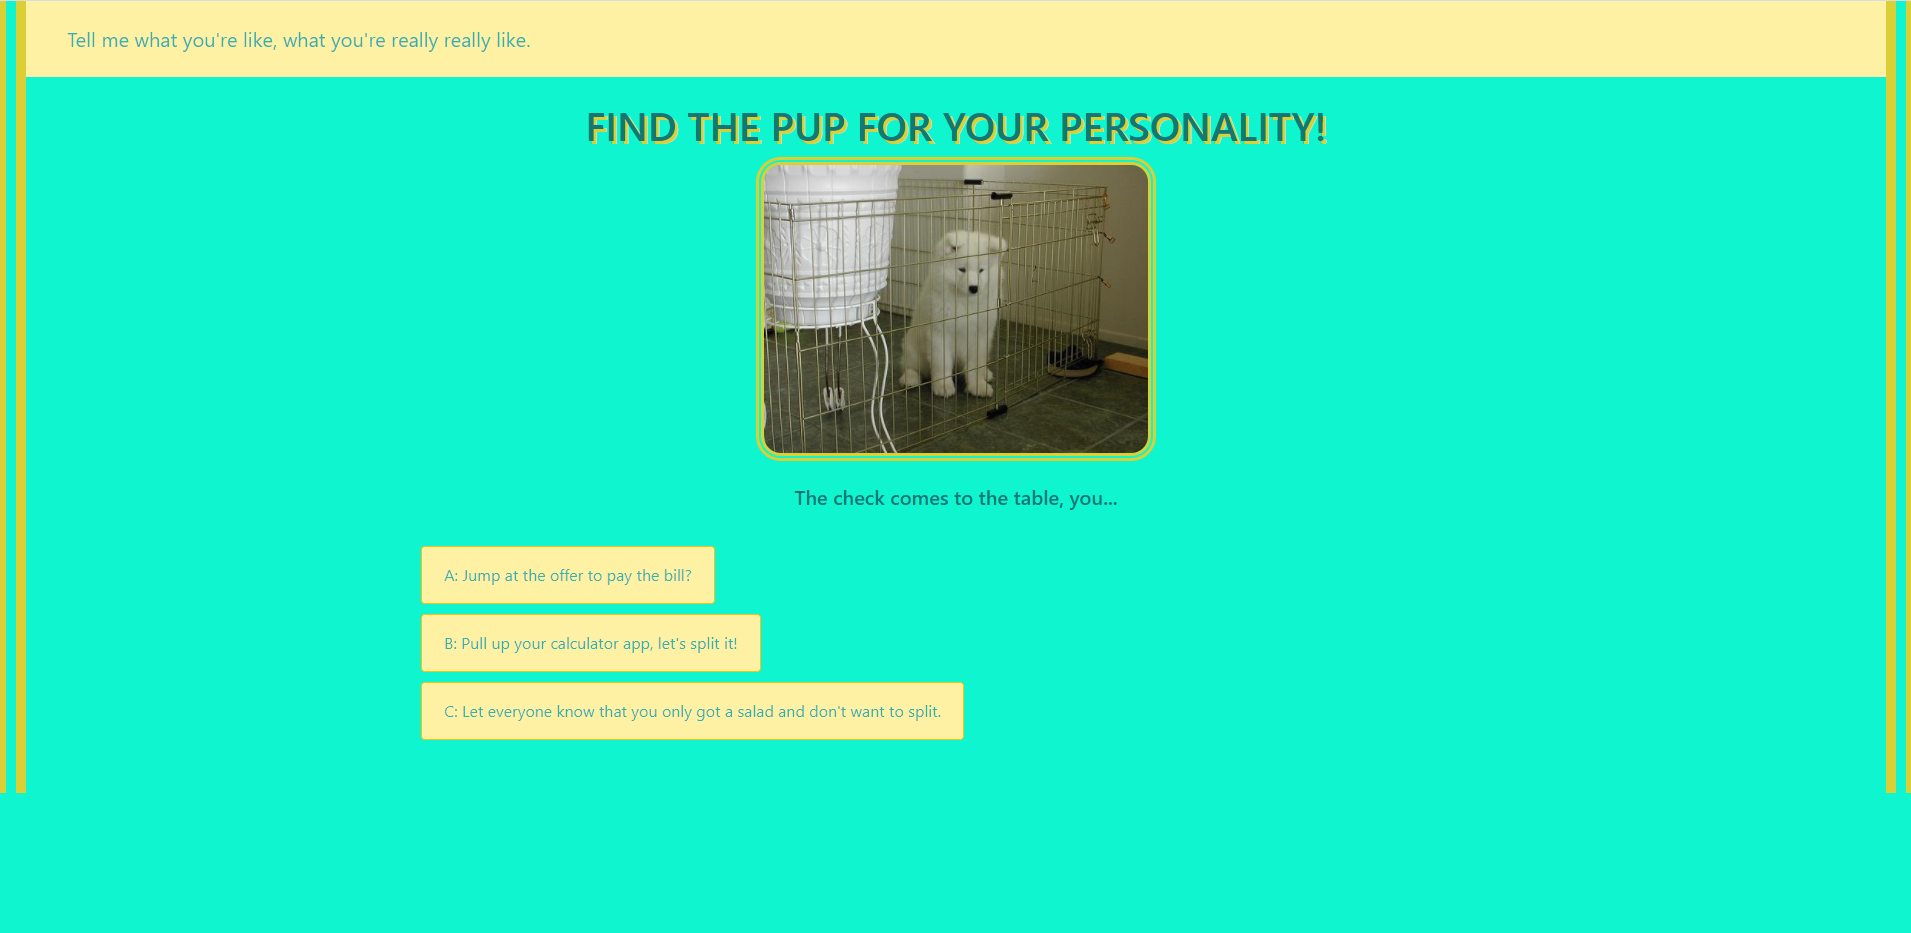 Tell me what you're like, what you're really really like.
FIND THE PUP FOR YOUR PERSONALITY!
The check comes to the table, you...
A: Jump at the offer to pay the bill?
B: Pull up your calculator app, let's split it!
C: Let everyone know that you only got a salad and don't want to split.